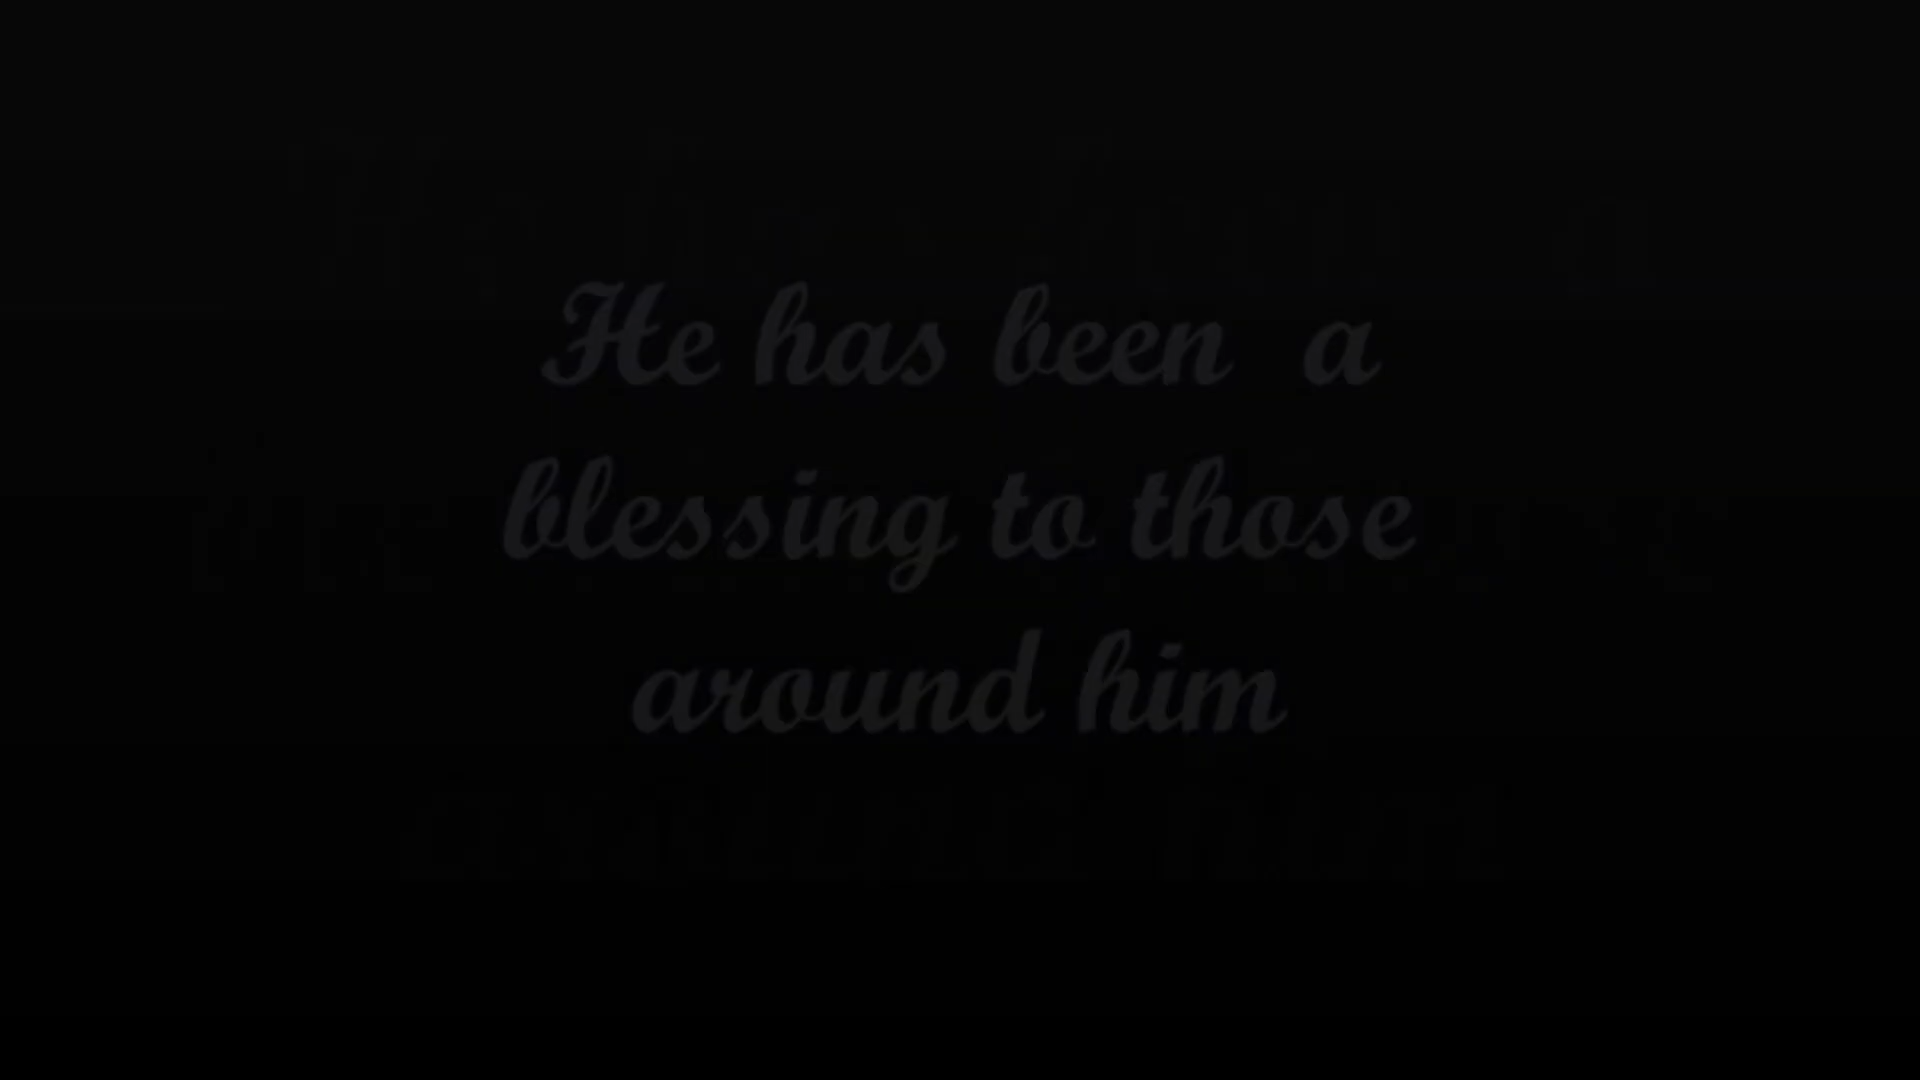 He has been  a
blessing to those
around him